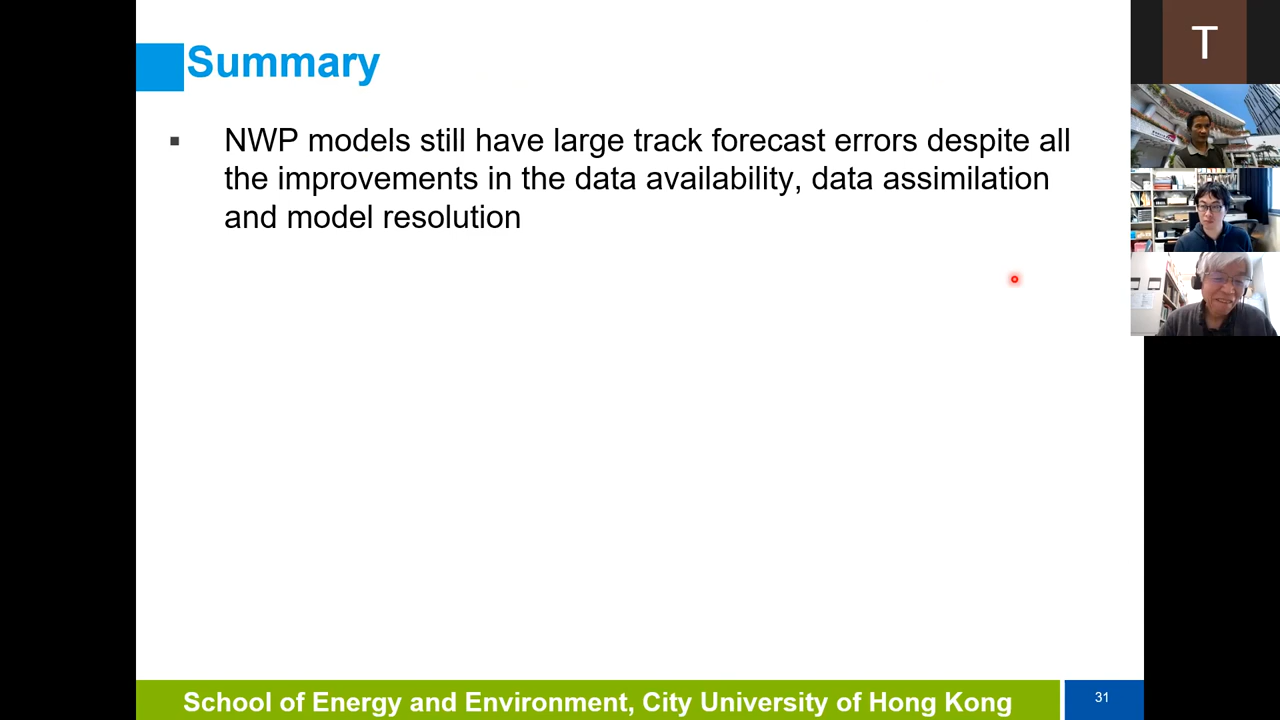 Summary
▪ NWP models still have large track forecast errors despite all
the improvements in the data availability, data assimilation
and model resolution
School of Energy and Environment, City University of Hong Kong
31
T